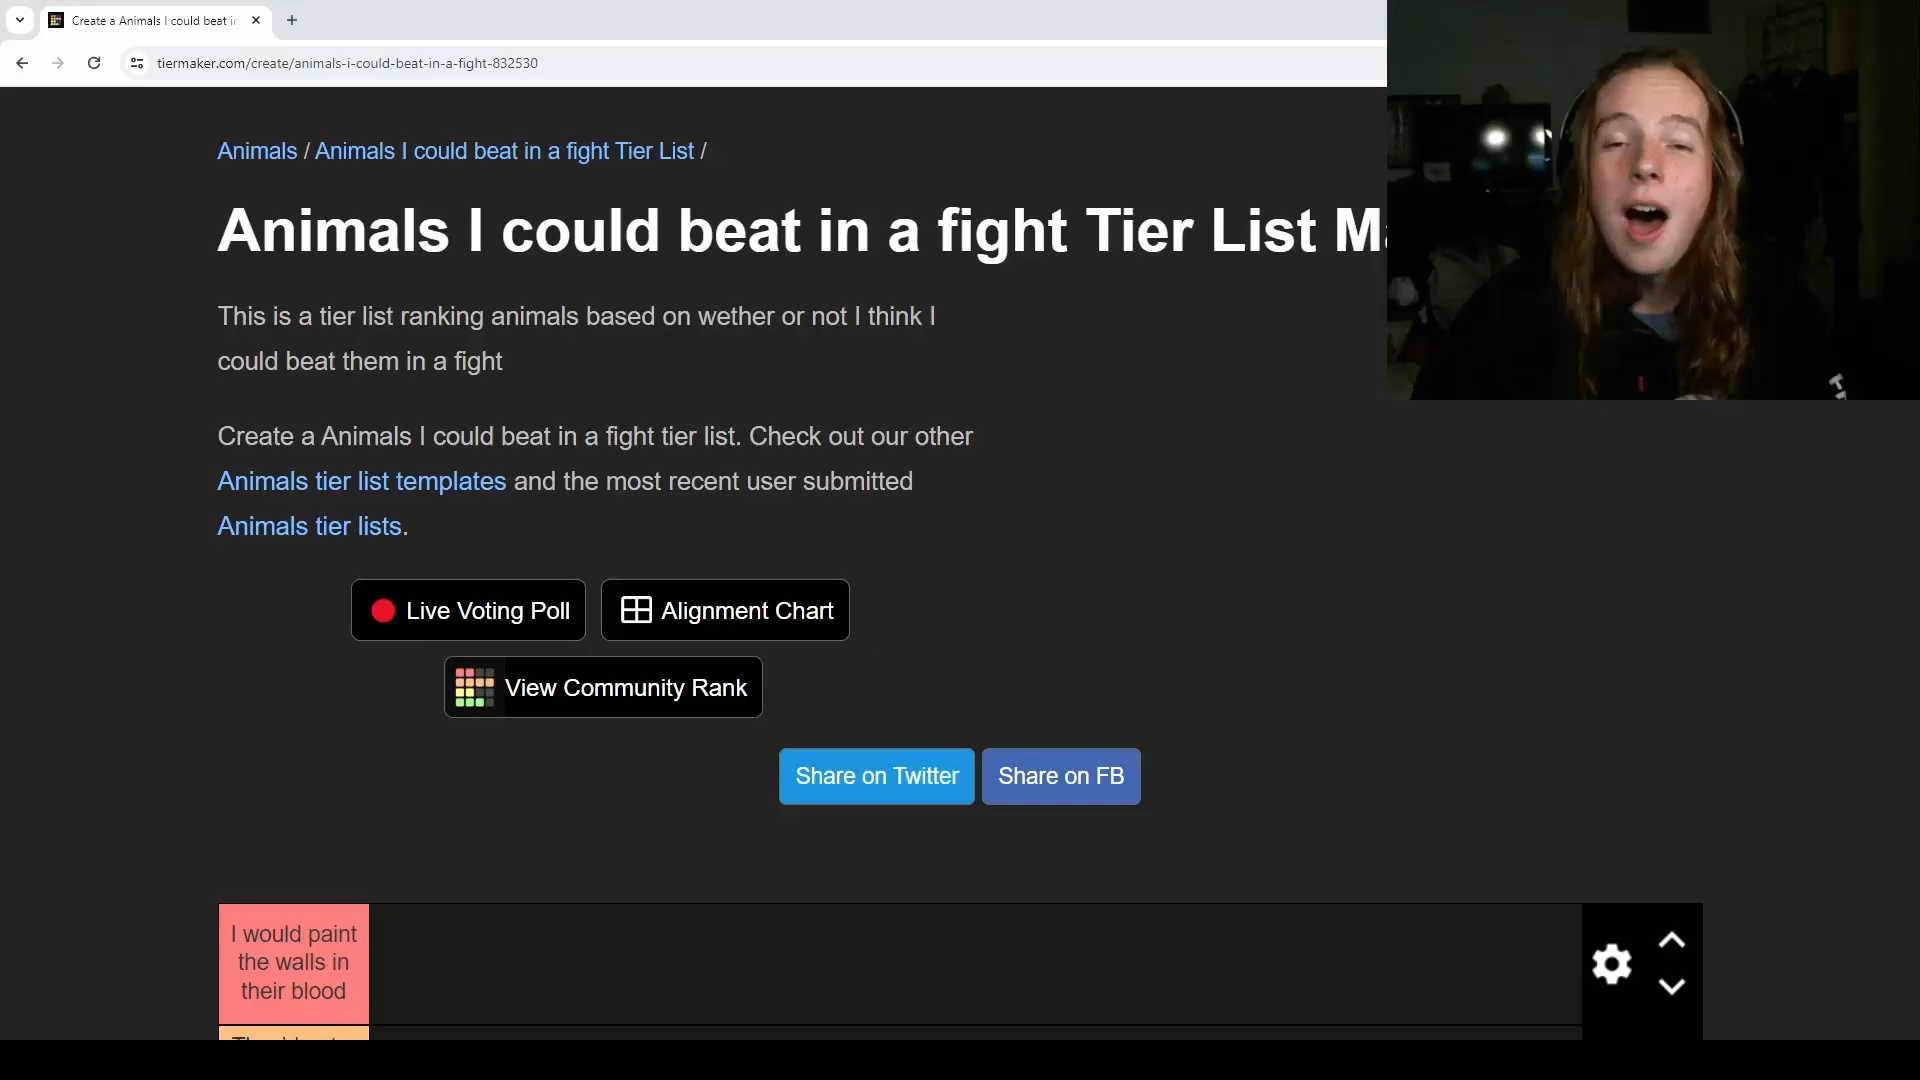 Create a Animals I could beat in
tiermaker.com/create/animals-i-could-beat-in-a-fight-832530
Animals / Animals I could beat in a fight Tier List /
Animals I could beat in a fight Tier List M
This is a tier list ranking animals based on wether or not I think I
could beat them in a fight
Create a Animals I could beat in a fight tier list. Check out our other
Animals tier list templates and the most recent user submitted
Animals tier lists.
Live Voting Poll
Alignment Chart
View Community Rank
Share on Twitter
Share on FB
I would paint
the walls in
their blood